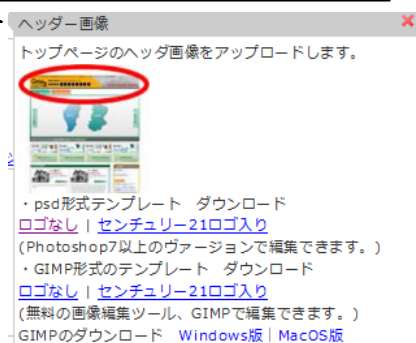 ヘッダー画像
トップページのヘッダ画像をアップロードします。
・psd形式テンプレート ダウンロード
ロゴなし | センチュリー21ロゴ入り
(Photoshop7以上のヴァージョンで編集できます。)
・GIMP形式のテンプレート ダウンロード
ロゴなし | センチュリー21ロゴ入り
(無料の画像編集ツール、GIMPで編集できます。)
GIMPのダウンロード Windows版 | MacOS版